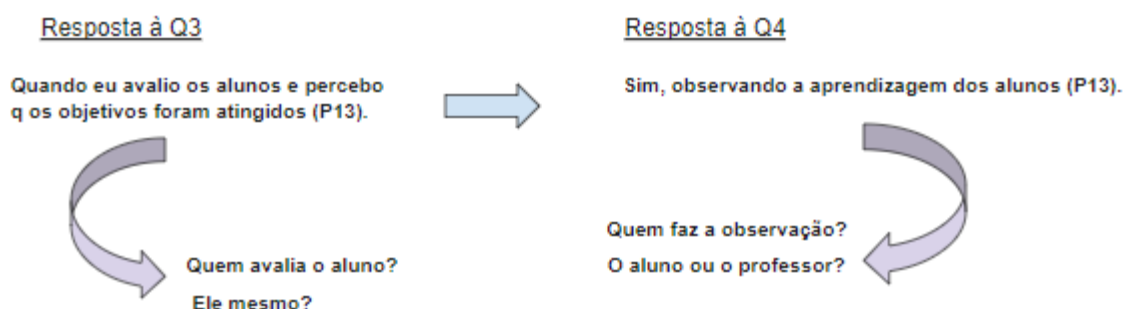 Resposta à Q3
Quando eu avalio os alunos e percebo
q os objetivos foram atingidos (P13).
Quem avalia o aluno?
Ele mesmo?
Resposta à Q4
Sim, observando a aprendizagem dos alunos (P13).
Quem faz a observação?
O aluno ou o professor?